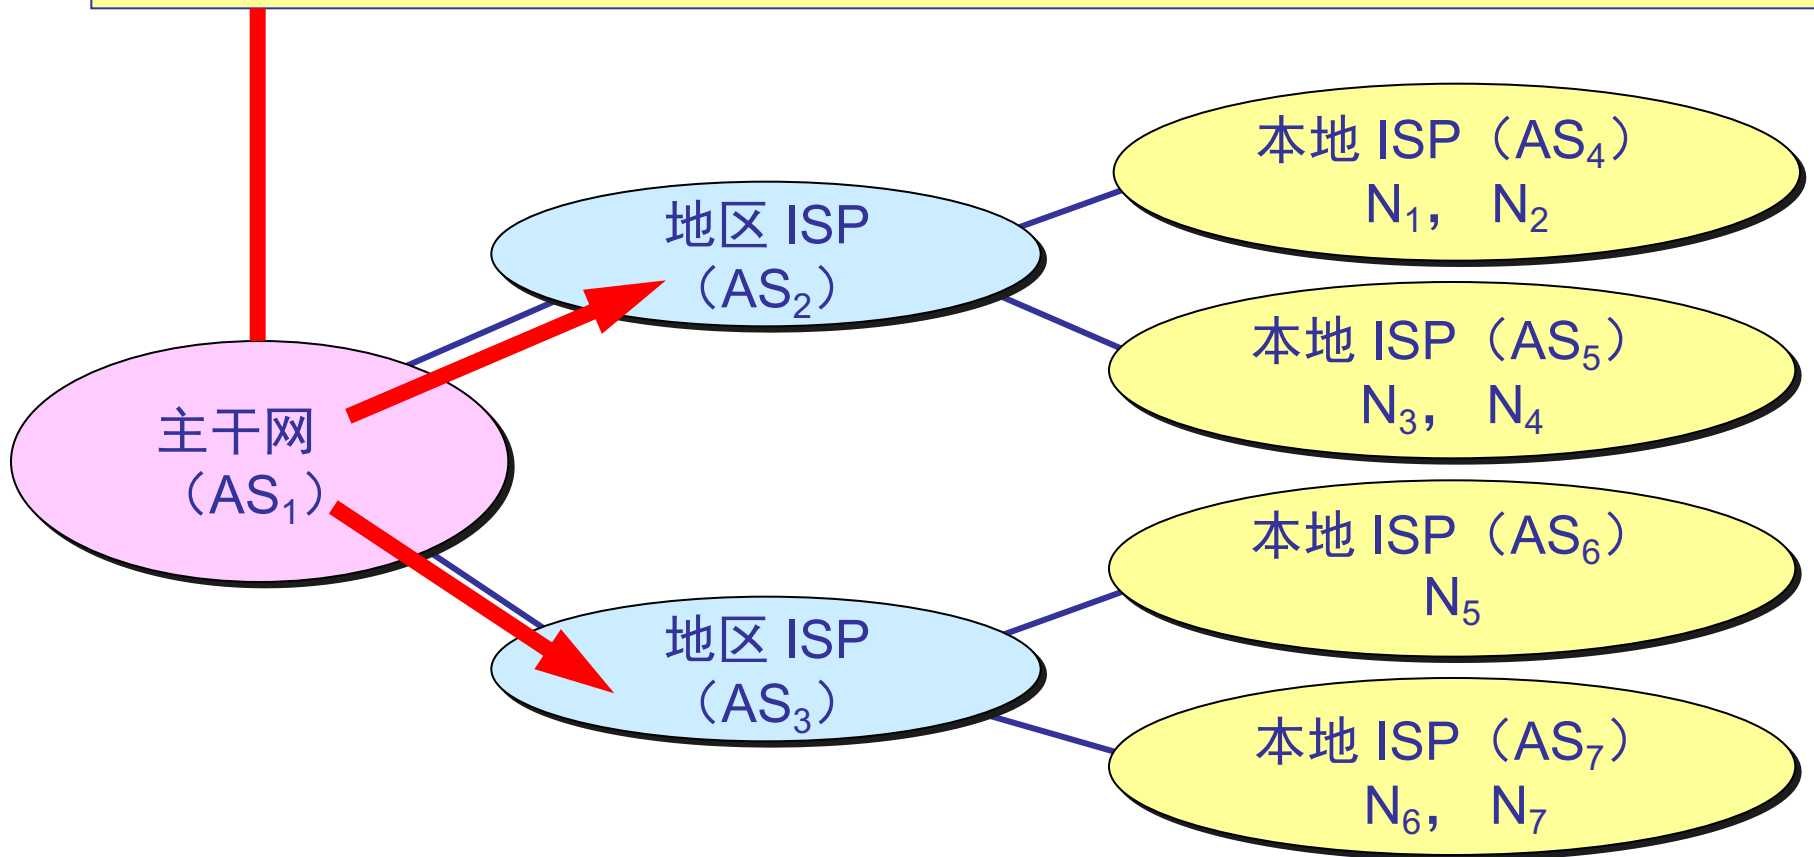 本地 ISP（AS₄）
N₁， N₂
地区 ISP
（AS₂）
本地 ISP（AS₅）
N₃， N₄
主干网
（AS₁）
本地 ISP（AS₆）
N₅
地区 ISP
（AS₃）
本地 ISP（AS₇）
N₆， N₇